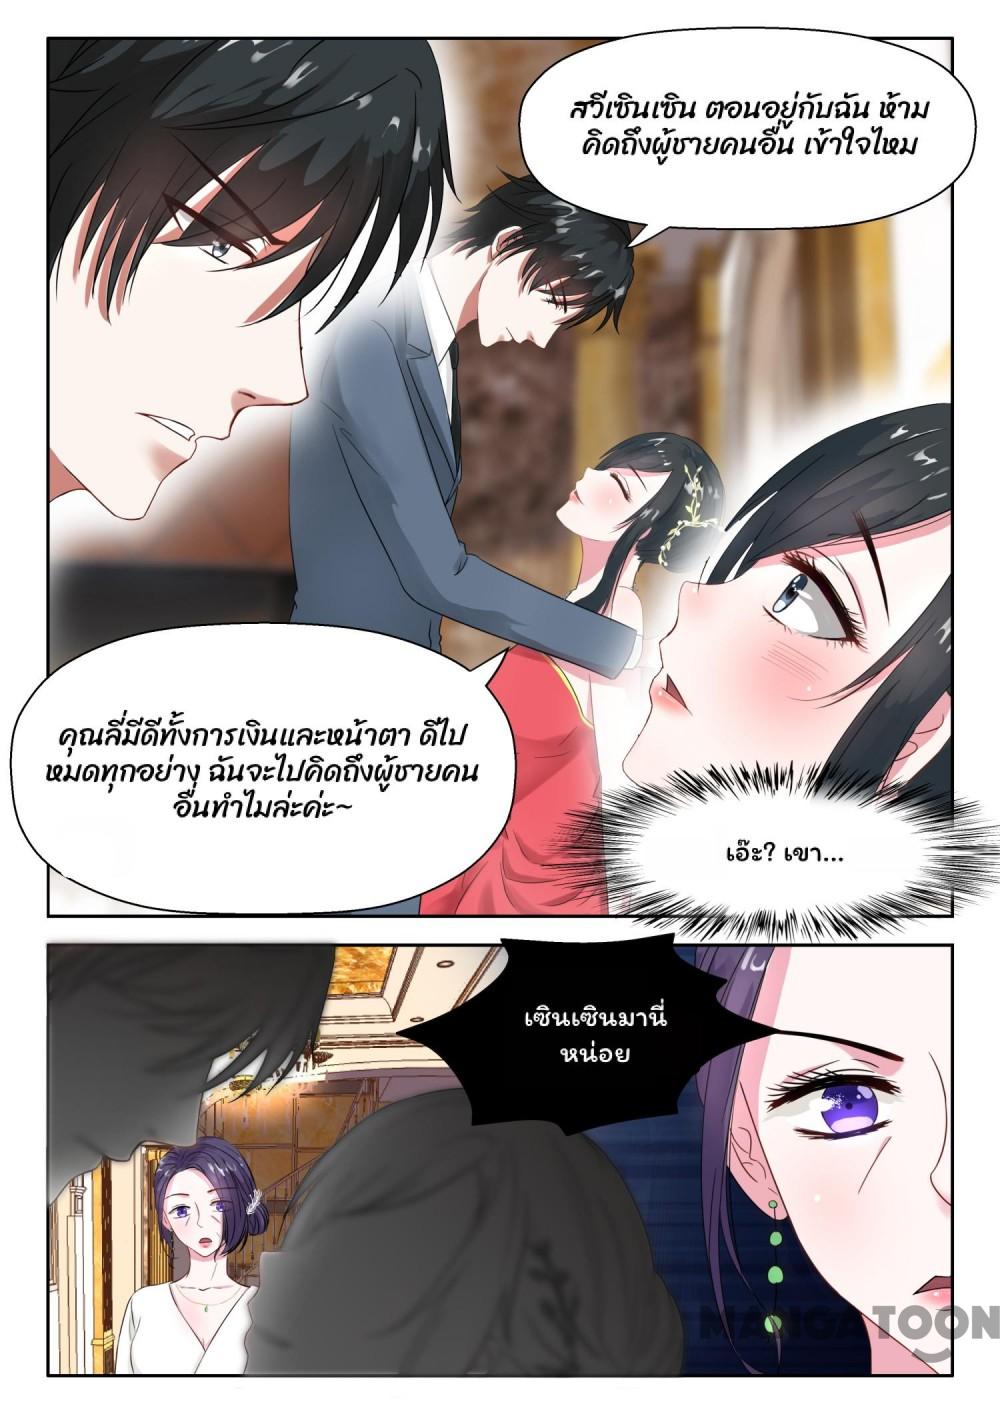 สวีเซินเซิน ตอนอยู่กับฉัน ห้าม
คิดถึงผู้ชายคนอื่น เข้าใจไหม
คุณลี่มีดีทั้งการเงินและหน้าตา ดีไป
หมดทุกอย่าง ฉันจะไปคิดถึงผู้ชายคน
อื่นทำไมล่ะค่ะ~
เอ๊ะ? เขา...
เซินเซินมานี่
หน่อย
MANGATOON